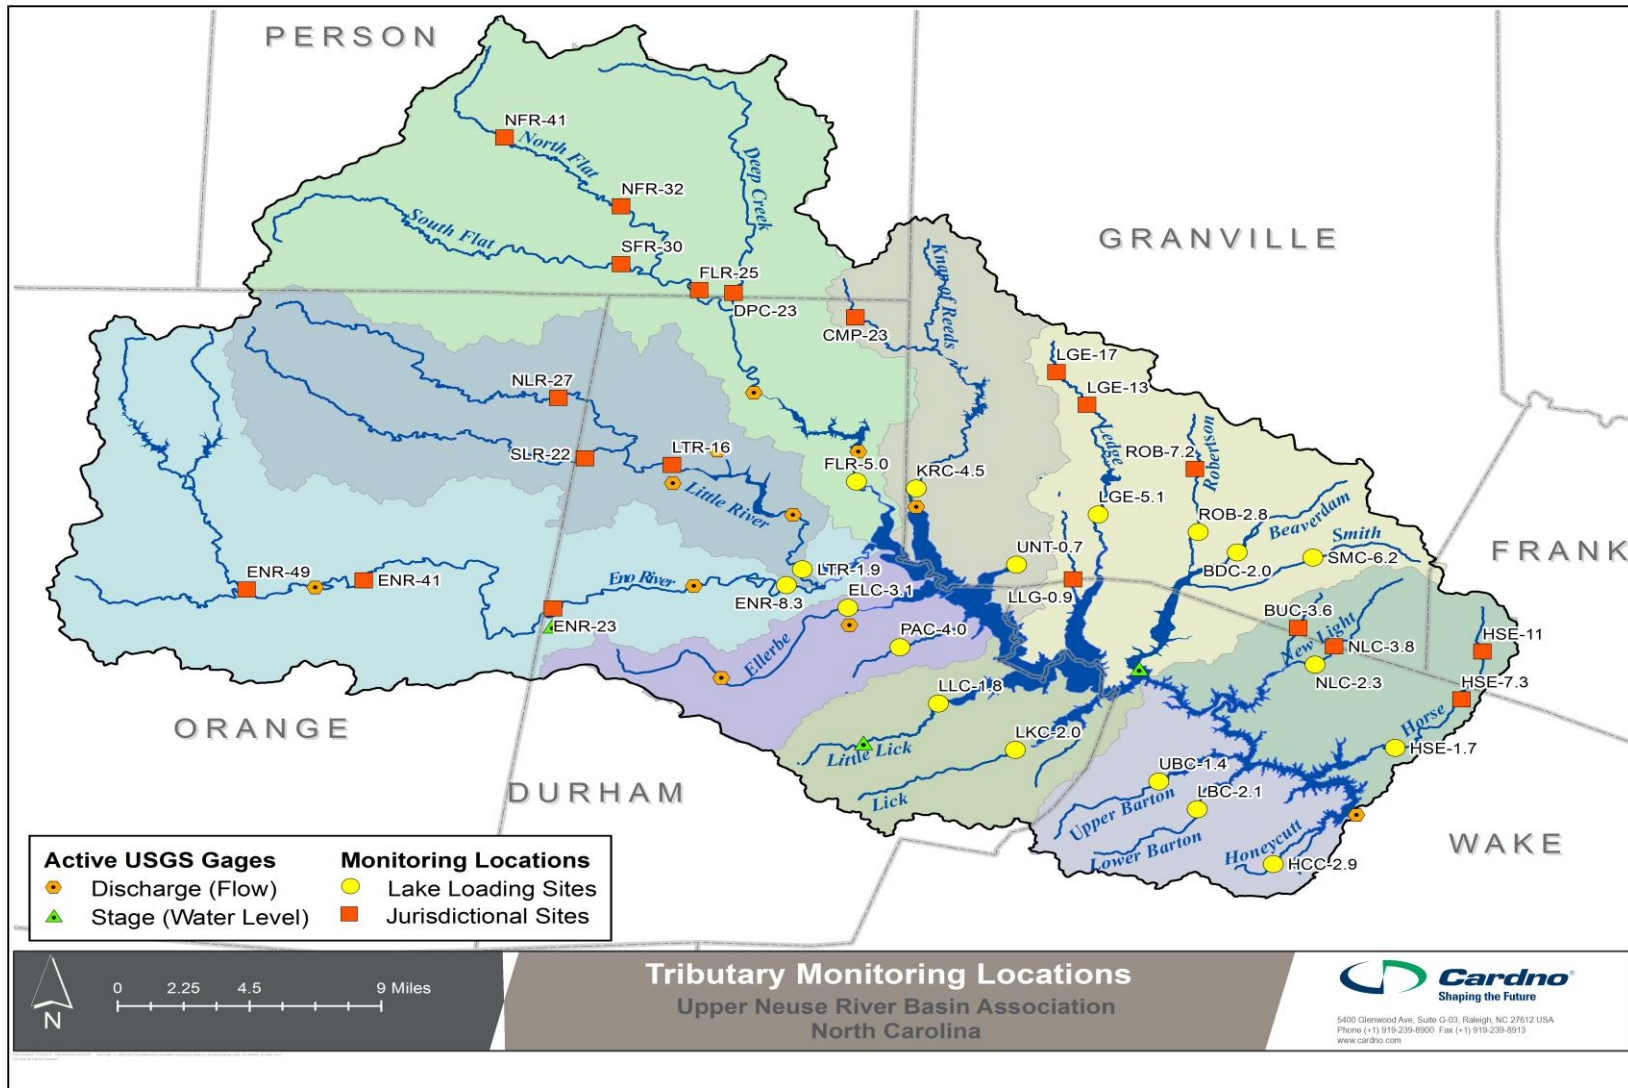 PERSON
NFR-41
North Flat
Deep Creek
NFR-32
South Flat
SFR-30
GRANVILLE
Knap of Reeds
FLR-25
DPC-23
CMP-23
LGE-17
LGE-13
NLR-27
Ledge
ROB-7.2
Robertson
SLR-22
LTR-16
FLR-5.0
KRC-4.5
Little River
LGE-5.1
ROB-2.8
Beaverdam
Smith
FRANK
UNT-0.7
BDC-2.0
SMC-6.2
ENR-49
ENR-41
Eno River
LTR-1.9
ENR-8.3
ELC-3.1
LLG-0.9
BUC-3.6
New Light
ENR-23
PAC-4.0
NLC-3.8
HSE-11
Ellerbe
NLC-2.3
HSE-7.3
LLC-1.8
Horse
ORANGE
LKC-2.0
HSE-1.7
Little Lick
UBC-1.4
LBC-2.1
DURHAM
Lick
Upper Barton
Lower Barton
Honeycutt
HCC-2.9
WAKE
Active USGS Gages
Discharge (Flow)
Stage (Water Level)
Monitoring Locations
Lake Loading Sites
Jurisdictional Sites
N
0 2.25 4.5 9 Miles
Tributary Monitoring Locations
Upper Neuse River Basin Association
North Carolina
Cardno®
Shaping the Future
5400 Glenwood Ave, Suite G-03, Raleigh, NC 27612 USA
Phone (+1) 919-239-8900 Fax (+1) 919-239-8913
www.cardno.com